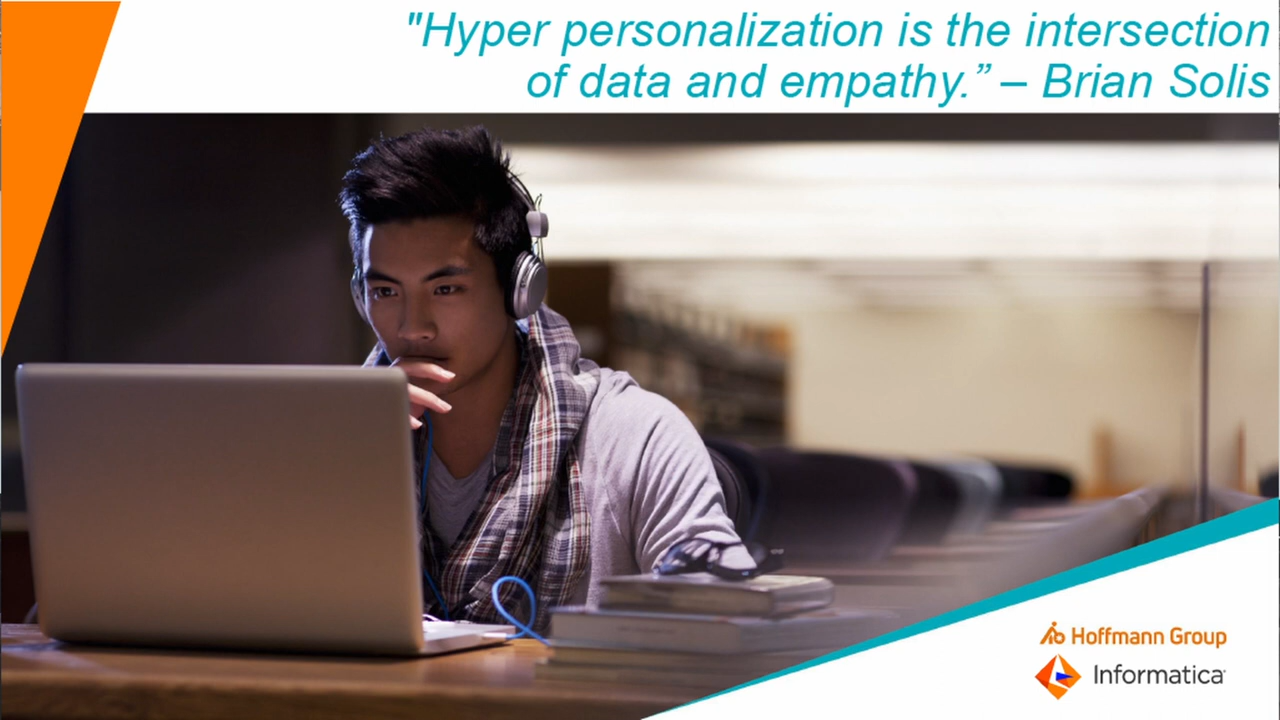 "Hyper personalization is the intersection
of data and empathy.” – Brian Solis
Hoffmann Group
Informatica